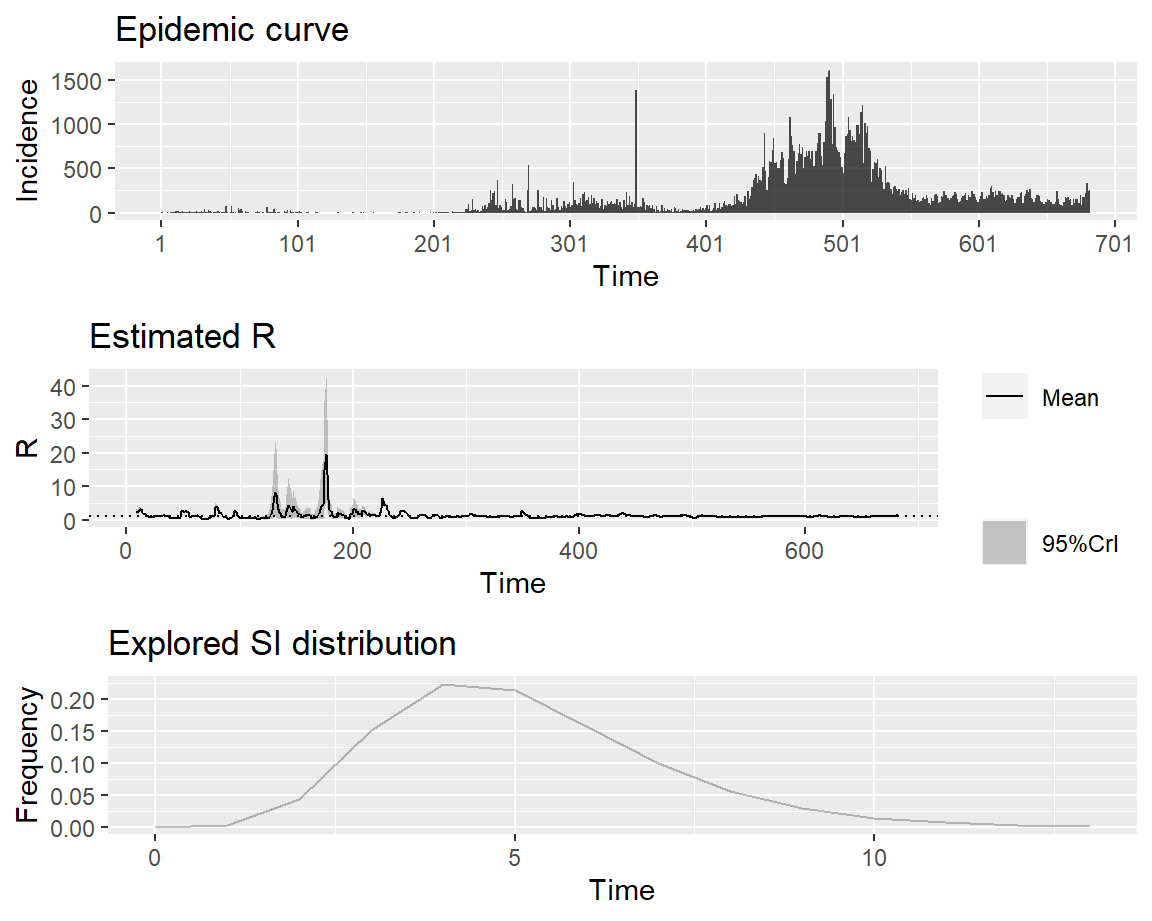 Epidemic curve
Incidence
1500
1000
500
0
1 101 201 301 401 501 601 701
Time
Estimated R
R
40
30
20
10
0
0 200 400 600
Time
Mean
95%CrI
Explored SI distribution
Frequency
0.20
0.15
0.10
0.05
0.00
0 5 10
Time